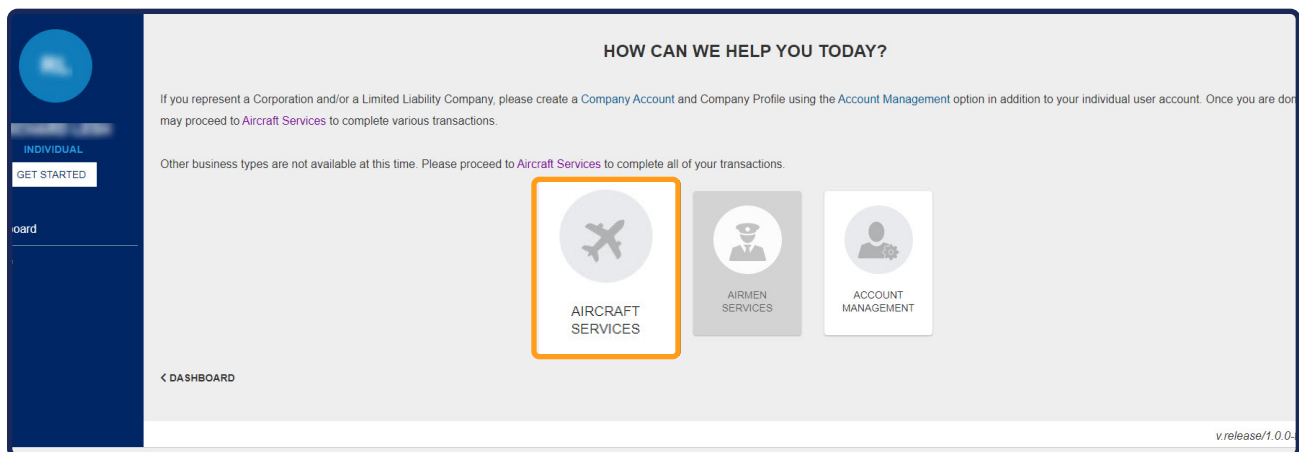 HOW CAN WE HELP YOU TODAY?
If you represent a Corporation and/or a Limited Liability Company, please create a Company Account and Company Profile using the Account Management option in addition to your individual user account. Once you are
may proceed to Aircraft Services to complete various transactions.
INDIVIDUAL
Other business types are not available at this time. Please proceed to Aircraft Services to complete all of your transactions.
GET STARTED
AIRCRAFT
SERVICES
AIRMEN
SERVICES
ACCOUNT
MANAGEMENT
< DASHBOARD
v.release/1.0.0-